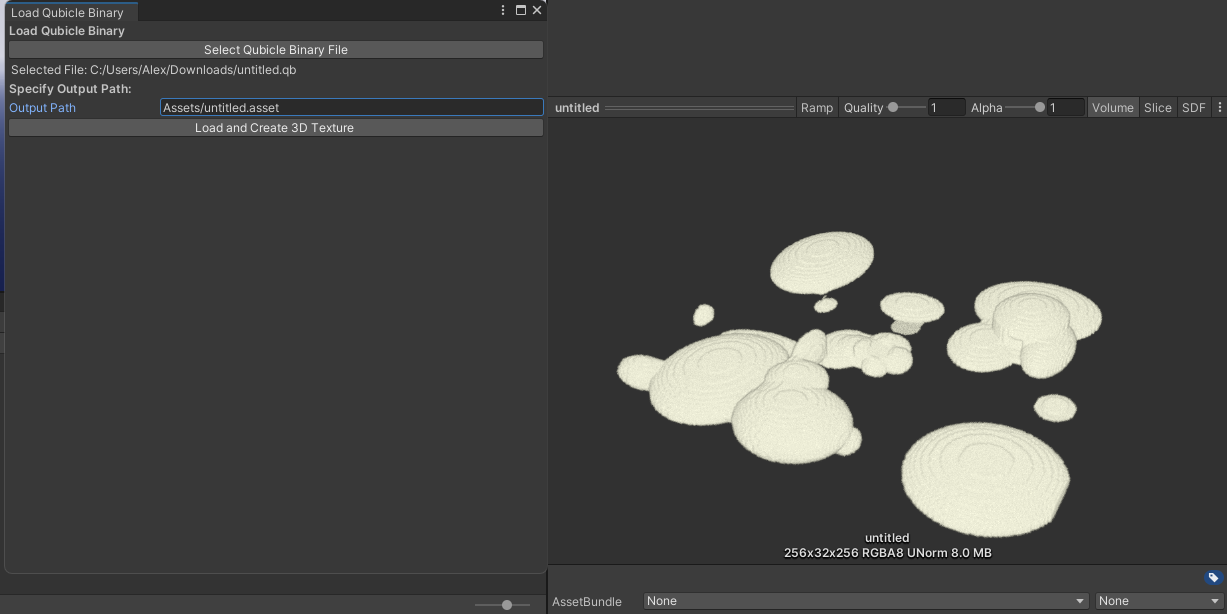 Load Qubicle Binary
Load Qubicle Binary
Select Qubicle Binary File
Selected File: C:/Users/Alex/Downloads/untitled.qb
Specify Output Path:
Output Path Assets/untitled.asset
Load and Create 3D Texture
untitled Ramp Quality 1 Alpha 1 Volume Slice SDF
untitled
256x32x256 RGBA8 UNorm 8.0 MB
AssetBundle None None